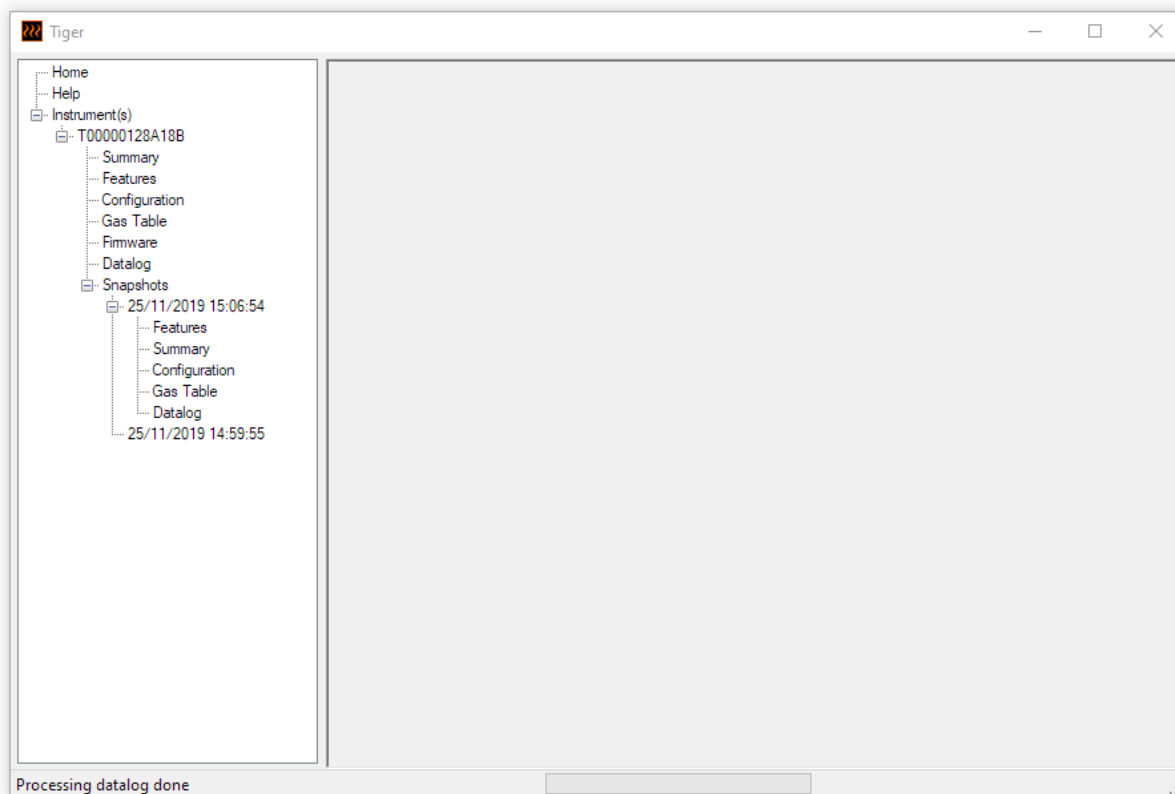 Tiger
Home
Help
Instrument(s)
T00000128A18B
Summary
Features
Configuration
Gas Table
Firmware
Datalog
Snapshots
25/11/2019 15:06:54
Features
Summary
Configuration
Gas Table
Datalog
25/11/2019 14:59:55
Processing datalog done